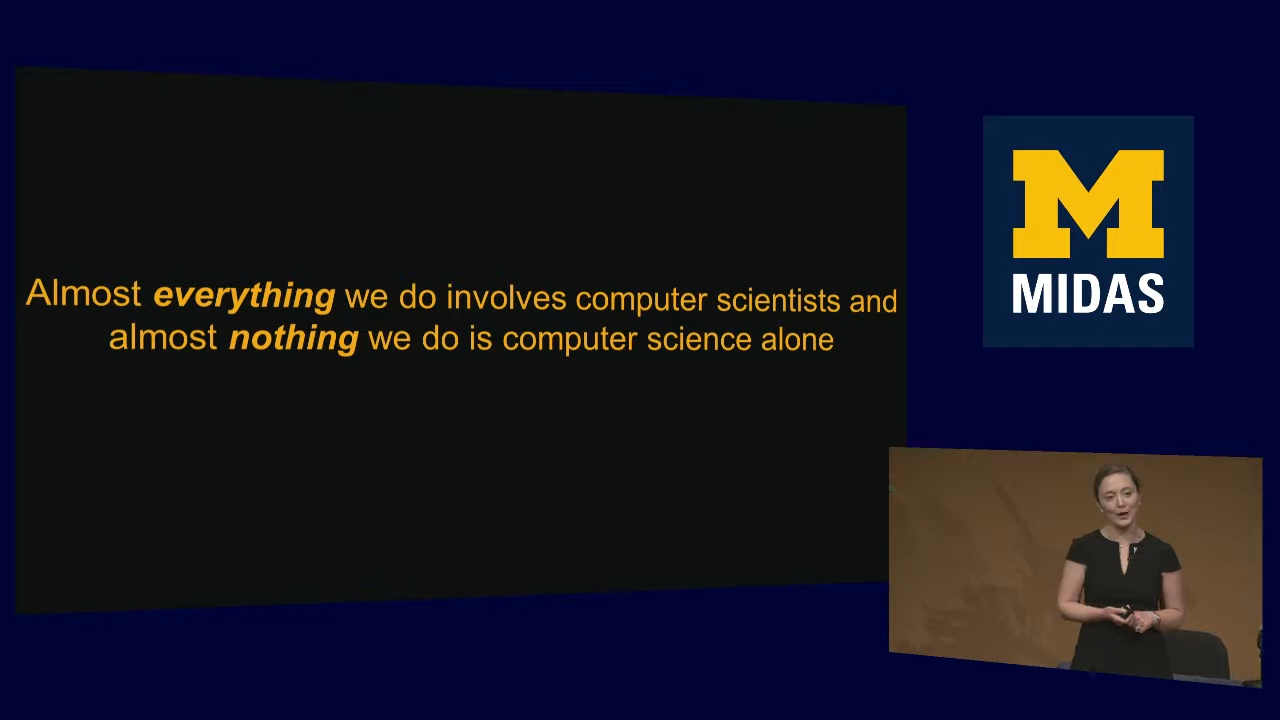 Almost everything we do involves computer scientists and
almost nothing we do is computer science alone
M
MIDAS